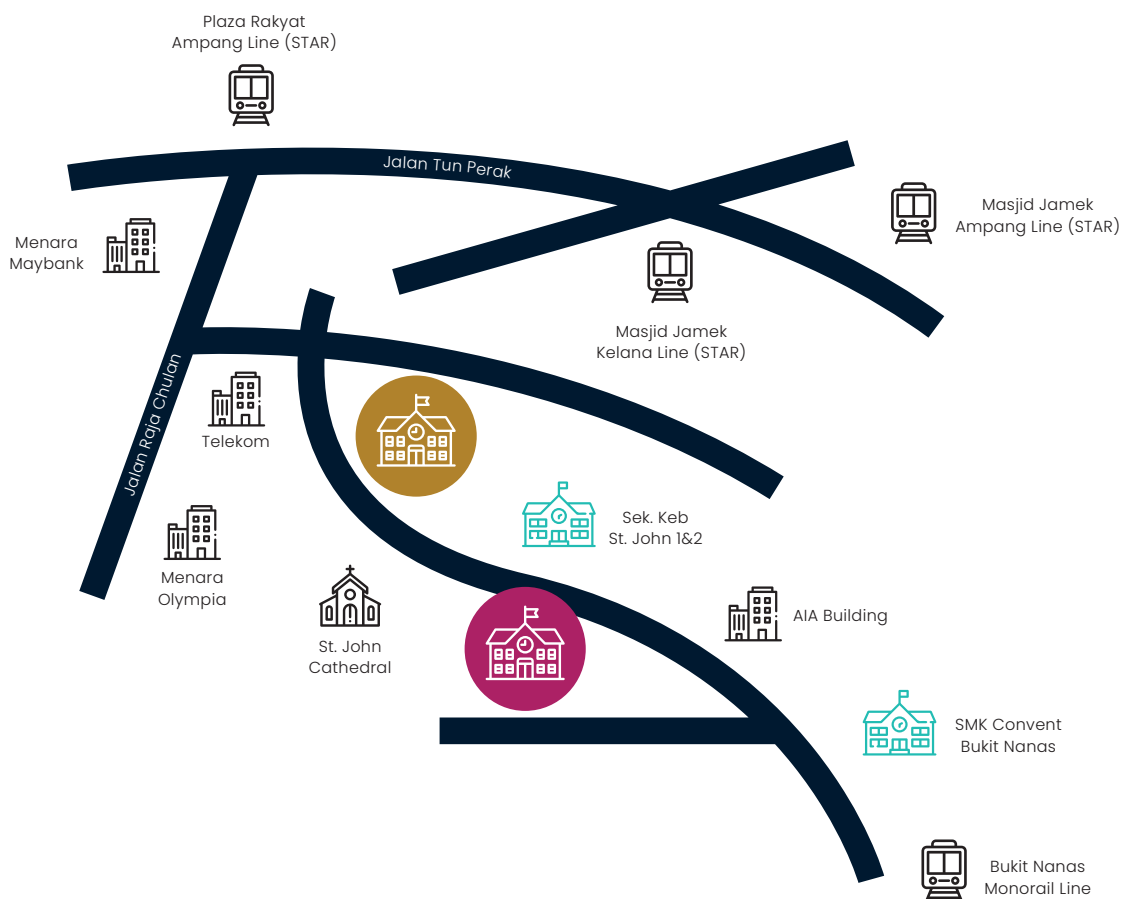 Plaza Rakyat
Ampang Line (STAR)
Jalan Tun Perak
Masjid Jamek
Ampang Line (STAR)
Menara
Maybank
Masjid Jamek
Kelana Line (STAR)
Jalan Raja Chulan
Telekom
Sek. Keb
St. John 1&2
Menara
Olympia
AIA Building
St. John
Cathedral
SMK Convent
Bukit Nanas
Bukit Nanas
Monorail Line